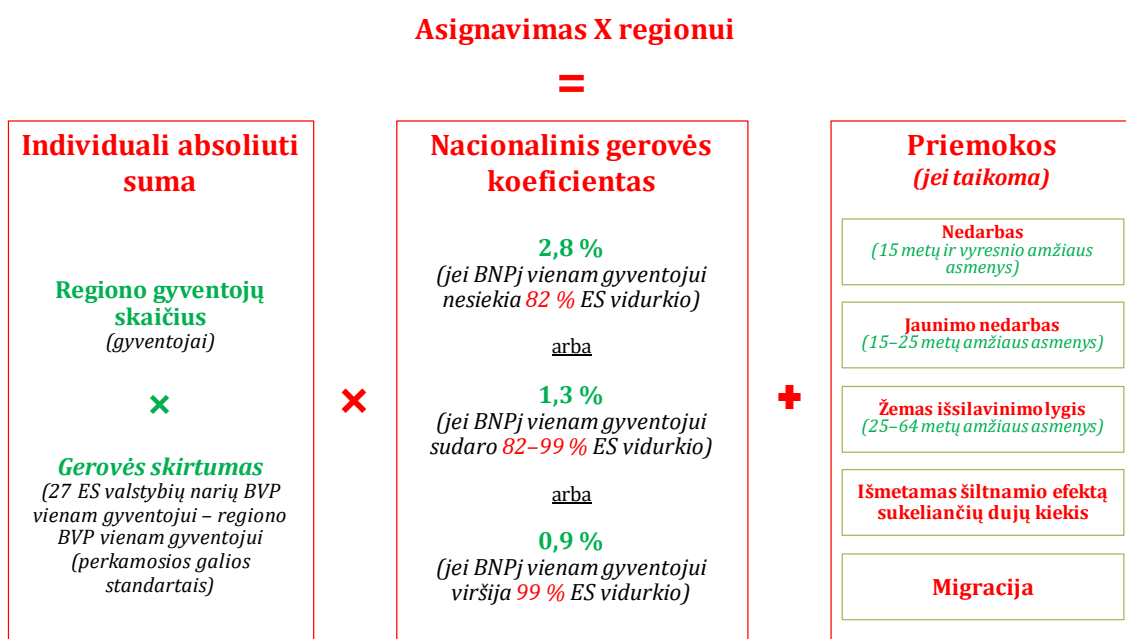 Asignavimas X regionui
=
Individuali absoliuti
suma
Regiono gyventojų
skaičius
(gyventojai)
×
Gerovės skirtumas
(27 ES valstybių narių BVP
vienam gyventojui – regiono
BVP vienam gyventojui
(perkamosios galios
standartais)
×
Nacionalinis gerovės
koeficientas
2,8 %
(jei BNPj vienam gyventojui
nesiekia 82 % ES vidurkio)
arba
1,3 %
(jei BNPj vienam gyventojui
sudaro 82–99 % ES vidurkio)
arba
0,9 %
(jei BNPj vienam gyventojui
viršija 99 % ES vidurkio)
+
Priemokos
(jei taikoma)
Nedarbas
(15 metų ir vyresnio amžiaus
asmenys)
Jaunimo nedarbas
(15–25 metų amžiaus asmenys)
Žemas išsilavinimo lygis
(25–64 metų amžiaus asmenys)
Išmetamas šiltnamio efektą
sukeliančių dujų kiekis
Migracija